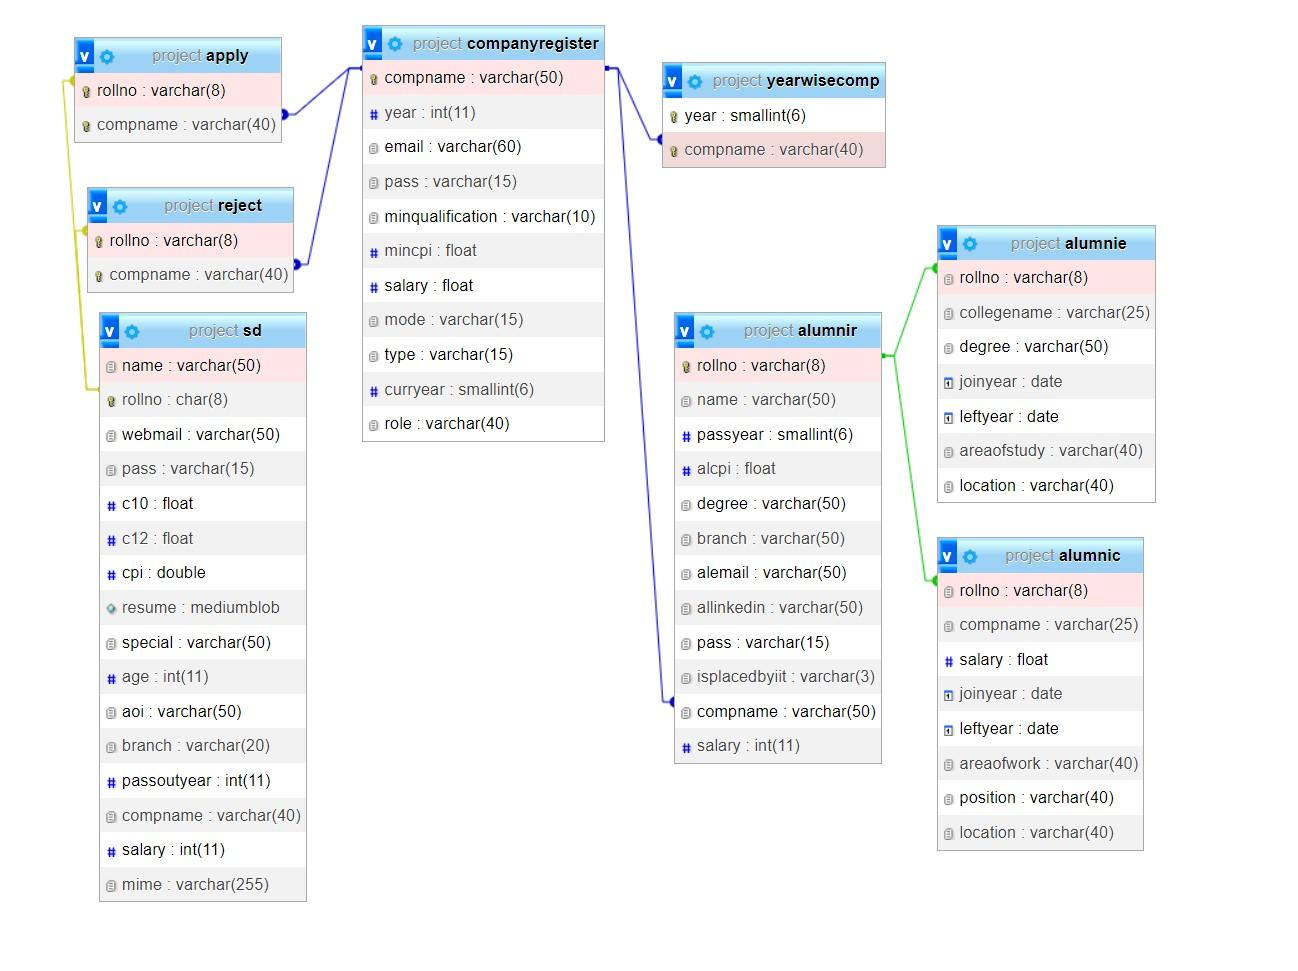 project apply
rollno : varchar(8)
compname : varchar(40)
project reject
rollno : varchar(8)
compname : varchar(40)
project sd
name : varchar(50)
rollno : char(8)
webmail : varchar(50)
pass : varchar(15)
c10 : float
c12 : float
cpi : double
resume : mediumblob
special : varchar(50)
age : int(11)
aoi : varchar(50)
branch : varchar(20)
passoutyear : int(11)
compname : varchar(40)
salary : int(11)
mime : varchar(255)
project companyregister
compname : varchar(50)
year : int(11)
email : varchar(60)
pass : varchar(15)
minqualification : varchar(10)
mincpi : float
salary : float
mode : varchar(15)
type : varchar(15)
curryear : smallint(6)
role : varchar(40)
project yearwisecomp
year : smallint(6)
compname : varchar(40)
project alumnir
rollno : varchar(8)
name : varchar(50)
passyear : smallint(6)
alcpi : float
degree : varchar(50)
branch : varchar(50)
alemail : varchar(50)
allinkedin : varchar(50)
pass : varchar(15)
isplacedbyiit : varchar(3)
compname : varchar(50)
salary : int(11)
project alumnie
rollno : varchar(8)
collegename : varchar(25)
degree : varchar(50)
joinyear : date
leftyear : date
areaofstudy : varchar(40)
location : varchar(40)
project alumnic
rollno : varchar(8)
compname : varchar(25)
salary : float
joinyear : date
leftyear : date
areaofwork : varchar(40)
position : varchar(40)
location : varchar(40)